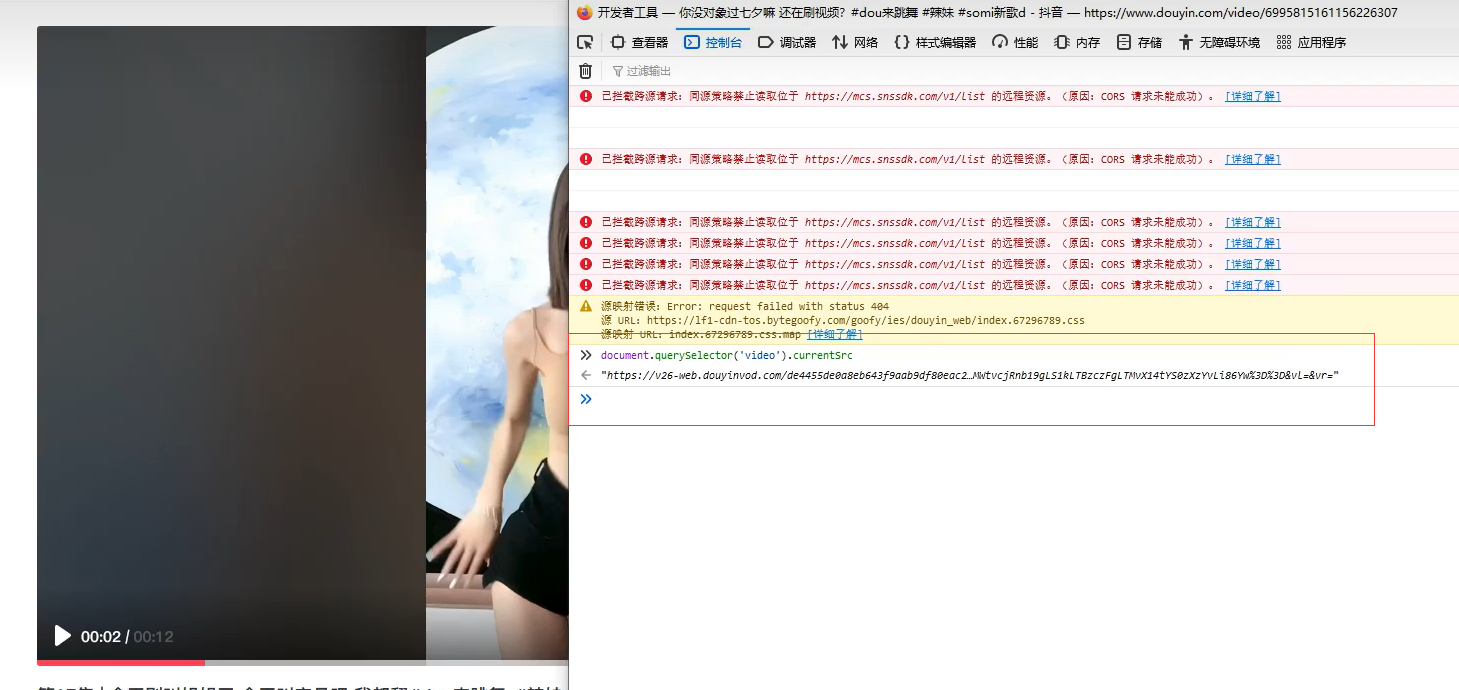 开发者工具 — 你没对象过七夕嘛 还在刷视频? #dou来跳舞 #辣妹 #somi新歌d - 抖音 — https://www.douyin.com/video/6995815161156226307
查看器 控制台 调试器 网络 样式编辑器 性能 内存 存储 无障碍环境 应用程序
过滤输出
已拦截跨源请求：同源策略禁止读取位于 https://mcs.snssdk.com/v1/list 的远程资源。（原因：CORS 请求未能成功）。 [详细了解]
已拦截跨源请求：同源策略禁止读取位于 https://mcs.snssdk.com/v1/list 的远程资源。（原因：CORS 请求未能成功）。 [详细了解]
已拦截跨源请求：同源策略禁止读取位于 https://mcs.snssdk.com/v1/list 的远程资源。（原因：CORS 请求未能成功）。 [详细了解]
已拦截跨源请求：同源策略禁止读取位于 https://mcs.snssdk.com/v1/list 的远程资源。（原因：CORS 请求未能成功）。 [详细了解]
已拦截跨源请求：同源策略禁止读取位于 https://mcs.snssdk.com/v1/list 的远程资源。（原因：CORS 请求未能成功）。 [详细了解]
已拦截跨源请求：同源策略禁止读取位于 https://mcs.snssdk.com/v1/list 的远程资源。（原因：CORS 请求未能成功）。 [详细了解]
源映射错误：Error: request failed with status 404
源 URL：https://lf1-cdn-tos.bytegoofy.com/goofy/ies/douyin_web/index.67296789.css
源映射 URL：index.67296789.css.map [详细了解]
document.querySelector('video').currentSrc
"https://v26-web.douyinvod.com/de4455de0a8eb643f9aab9df80eac2…MWtvcjRnb19gLS1kLTBzczFgLTMvX14tYS0zXzYvLi86Yw%3D%3D&vl=&vr="
00:02 / 00:12